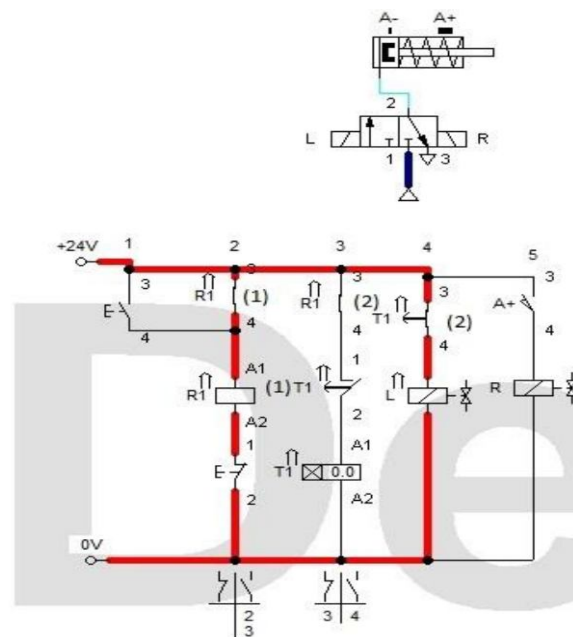 A- A+
2
L R
1 3
+24V 1 2 3 4 5
3 3 3 3 3
R1 (1) R1 (2) T1 (2) A+
4 4 4 4 4
1
A1
R1 (1) T1 L R
A2 2
1 A1
T1 0.0
2 A2
0V
2 3 4
3
De